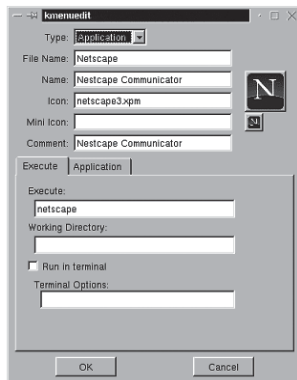 kmenuedit
Type: Application
File Name: Netscape
Name: Nestcape Communicator
Icon: netscape3.xpm
Mini Icon:
Comment: Nestcape Communicator
N
N
Execute Application
Execute:
netscape
Working Directory:
Run in terminal
Terminal Options:
OK Cancel